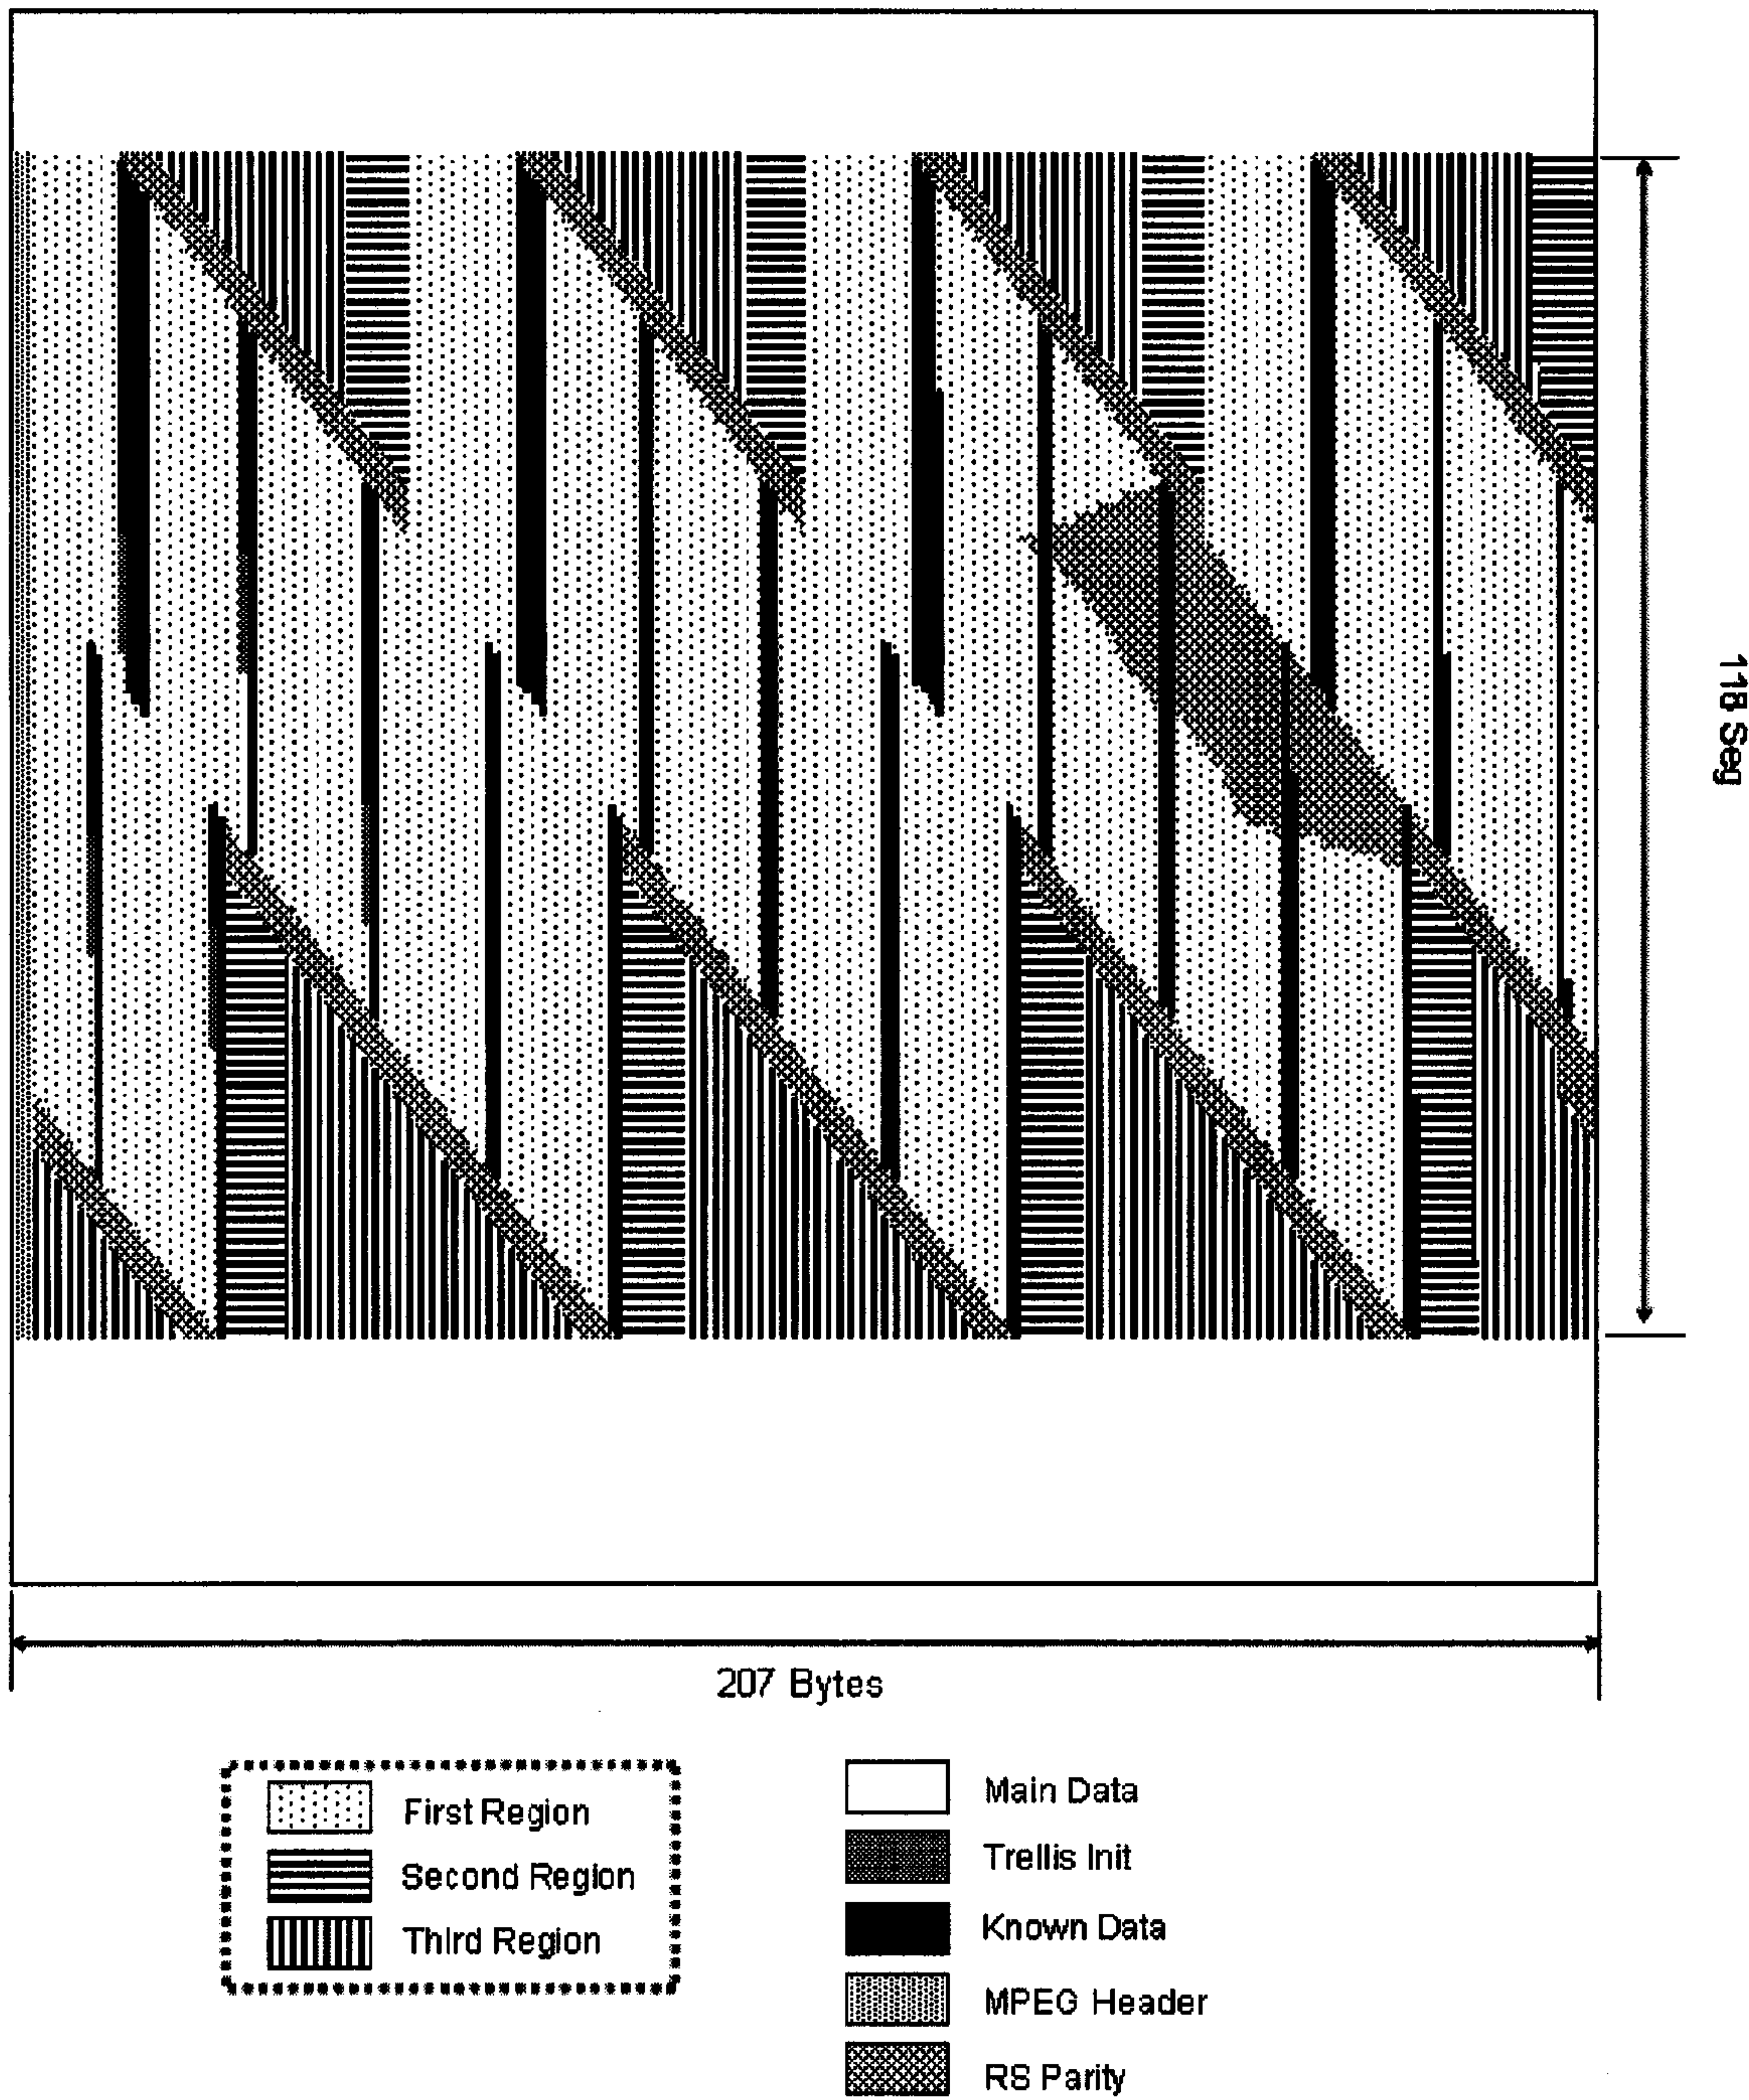 118 Seg
207 Bytes
First Region
Second Region
Third Region
Main Data
Trellis Init
Known Data
MPEG Header
RS Parity